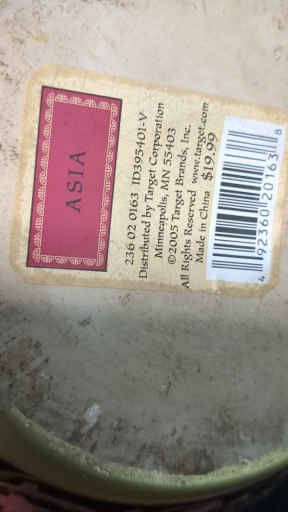 ASIA
236 02 0163 ID395401-V
Distributed by Target Corporation
Minneapolis, MN 55403
©2005 Target Brands, Inc.
All Rights Reserved www.target.com
Made in China $19.99
4 92360 20163 8